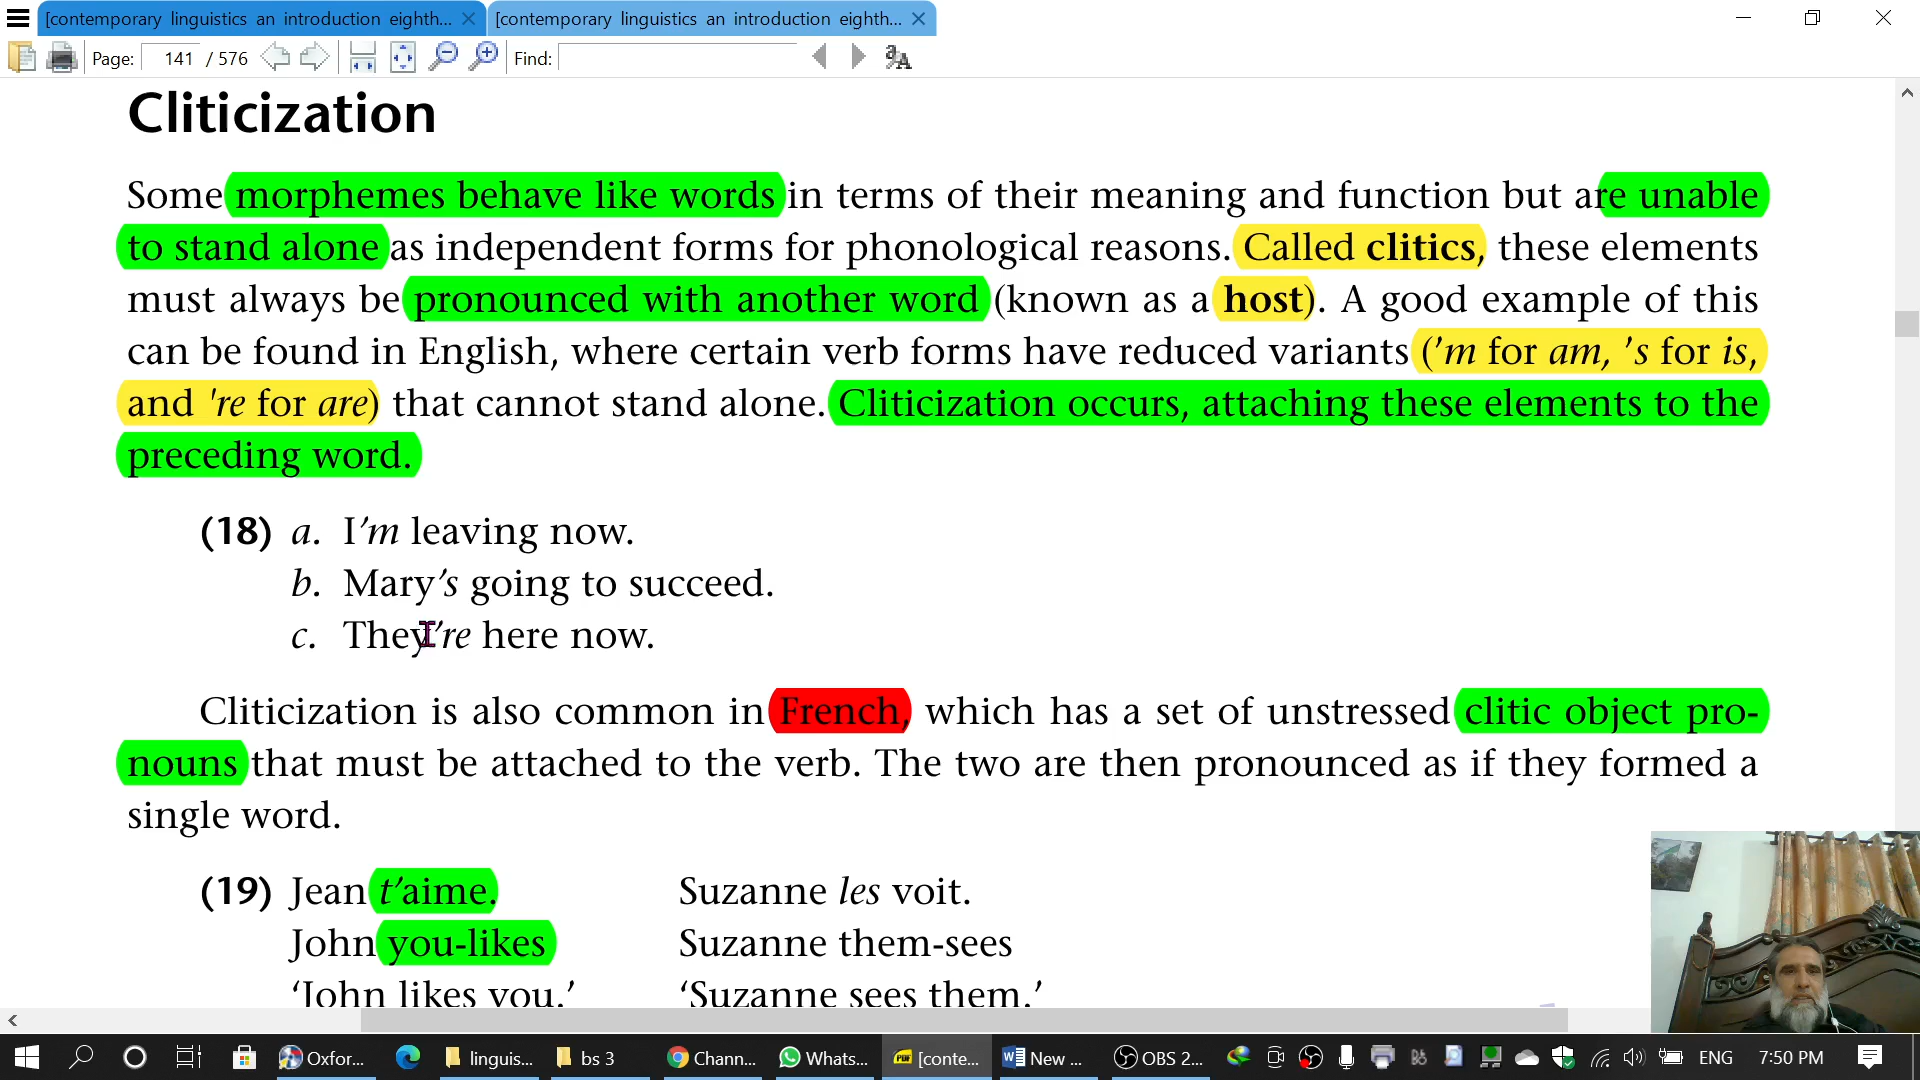 [contemporary linguistics an introduction eighth... [contemporary linguistics an introduction eighth...
Page: 141 / 576 Find:
Cliticization
Some morphemes behave like words in terms of their meaning and function but are unable
to stand alone as independent forms for phonological reasons. Called clitics, these elements
must always be pronounced with another word (known as a host). A good example of this
can be found in English, where certain verb forms have reduced variants ('m for am, 's for is,
and 're for are) that cannot stand alone. Cliticization occurs, attaching these elements to the
preceding word.
(18) a. I'm leaving now.
b. Mary's going to succeed.
c. They're here now.
Cliticization is also common in French, which has a set of unstressed clitic object pro-
nouns that must be attached to the verb. The two are then pronounced as if they formed a
single word.
(19) Jean t'aime. Suzanne les voit.
John you-likes Suzanne them-sees
'John likes you.' 'Suzanne sees them.'
Oxfor... linguis... bs 3 Chann... Whats... [conte... New ... OBS 2... ENG 7:50 PM